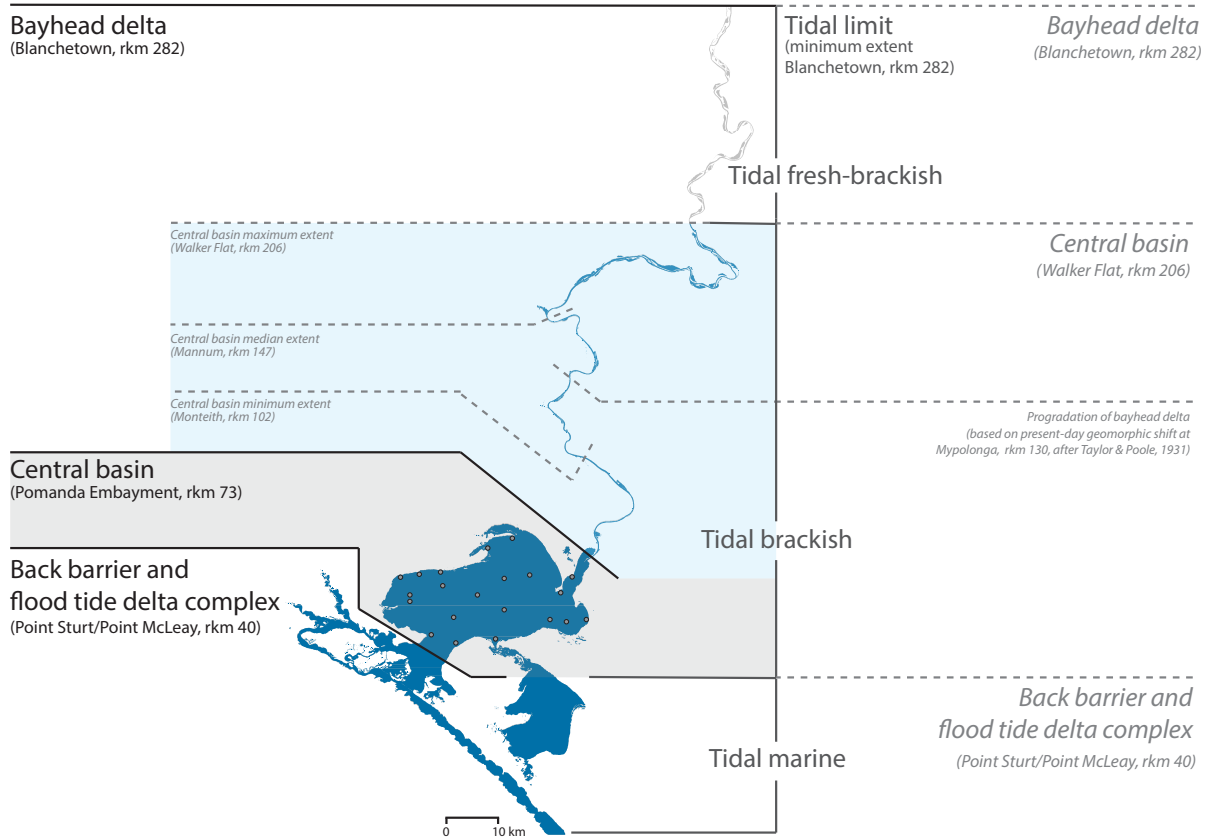 Bayhead delta
(Blanchetown, rkm 282)
Tidal limit
(minimum extent
Blanchetown, rkm 282)
Bayhead delta
(Blanchetown, rkm 282)
Tidal fresh-brackish
Central basin maximum extent
(Walker Flat, rkm 206)
Central basin
(Walker Flat, rkm 206)
Central basin median extent
(Mannum, rkm 147)
Central basin minimum extent
(Monteith, rkm 102)
Progradation of bayhead delta
(based on present-day geomorphic shift at
Mypolonga, rkm 130, after Taylor & Poole, 1931)
Central basin
(Pomanda Embayment, rkm 73)
Tidal brackish
Back barrier and
flood tide delta complex
(Point Sturt/Point McLeay, rkm 40)
Back barrier and
flood tide delta complex
(Point Sturt/Point McLeay, rkm 40)
Tidal marine
0 10 km